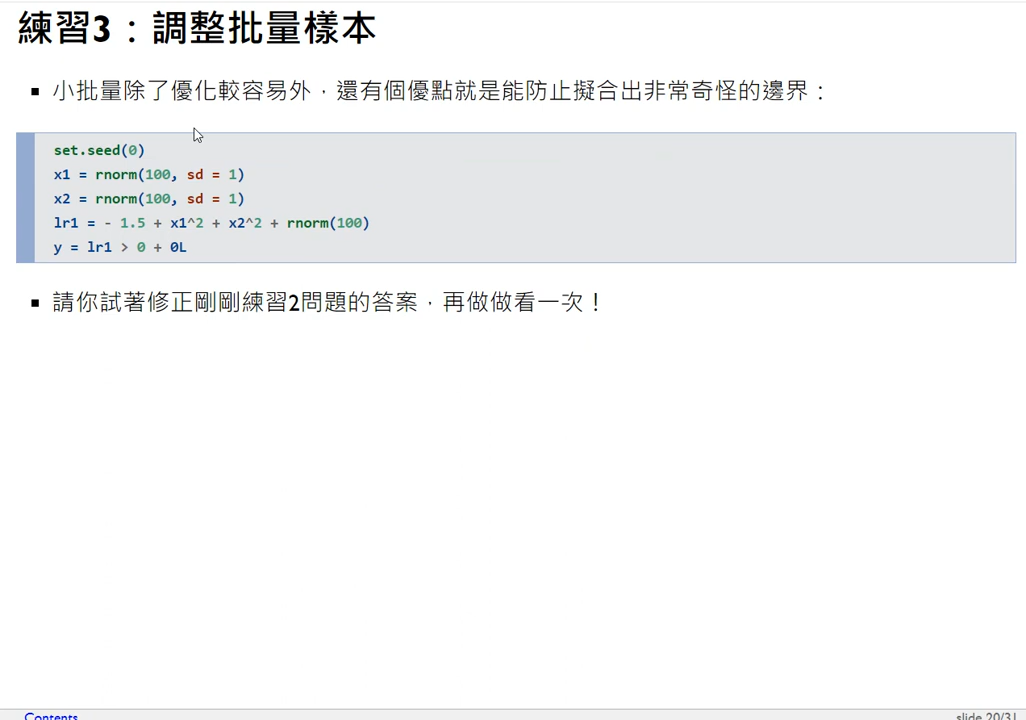 練習3：調整批量樣本
▪ 小批量除了優化較容易外，還有個優點就是能防止擬合出非常奇怪的邊界：
set.seed(0)
x1 = rnorm(100, sd = 1)
x2 = rnorm(100, sd = 1)
lr1 = - 1.5 + x1^2 + x2^2 + rnorm(100)
y = lr1 > 0 + 0L
▪ 請你試著修正剛剛練習2問題的答案，再做做看一次！
Contents
slide 20/31